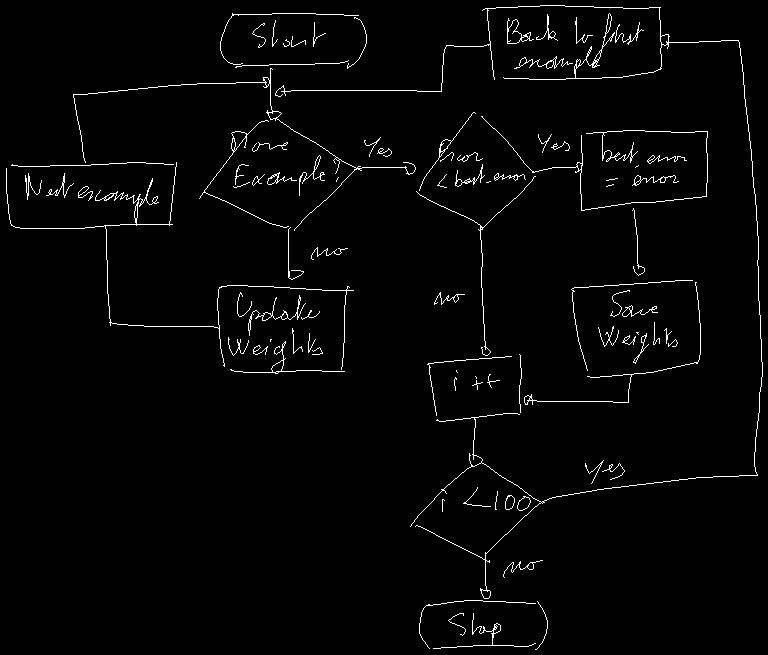 Start
Back to first
example
More
Example?
Yes
Error
< best_error
Yes
best_error
= error
Next example
no
Update
Weights
no
Save
Weights
i ++
i < 100
Yes
no
Stop